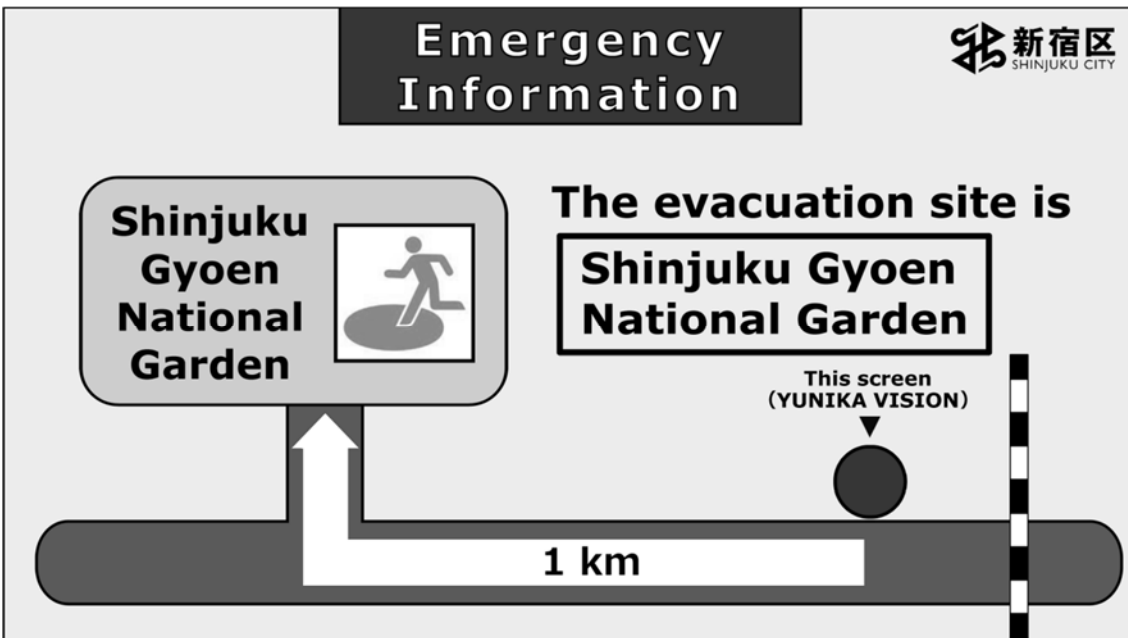 Emergency
Information
新宿区
SHINJUKU CITY
Shinjuku
Gyoen
National
Garden
The evacuation site is
Shinjuku Gyoen
National Garden
This screen
(YUNIKA VISION)
1 km